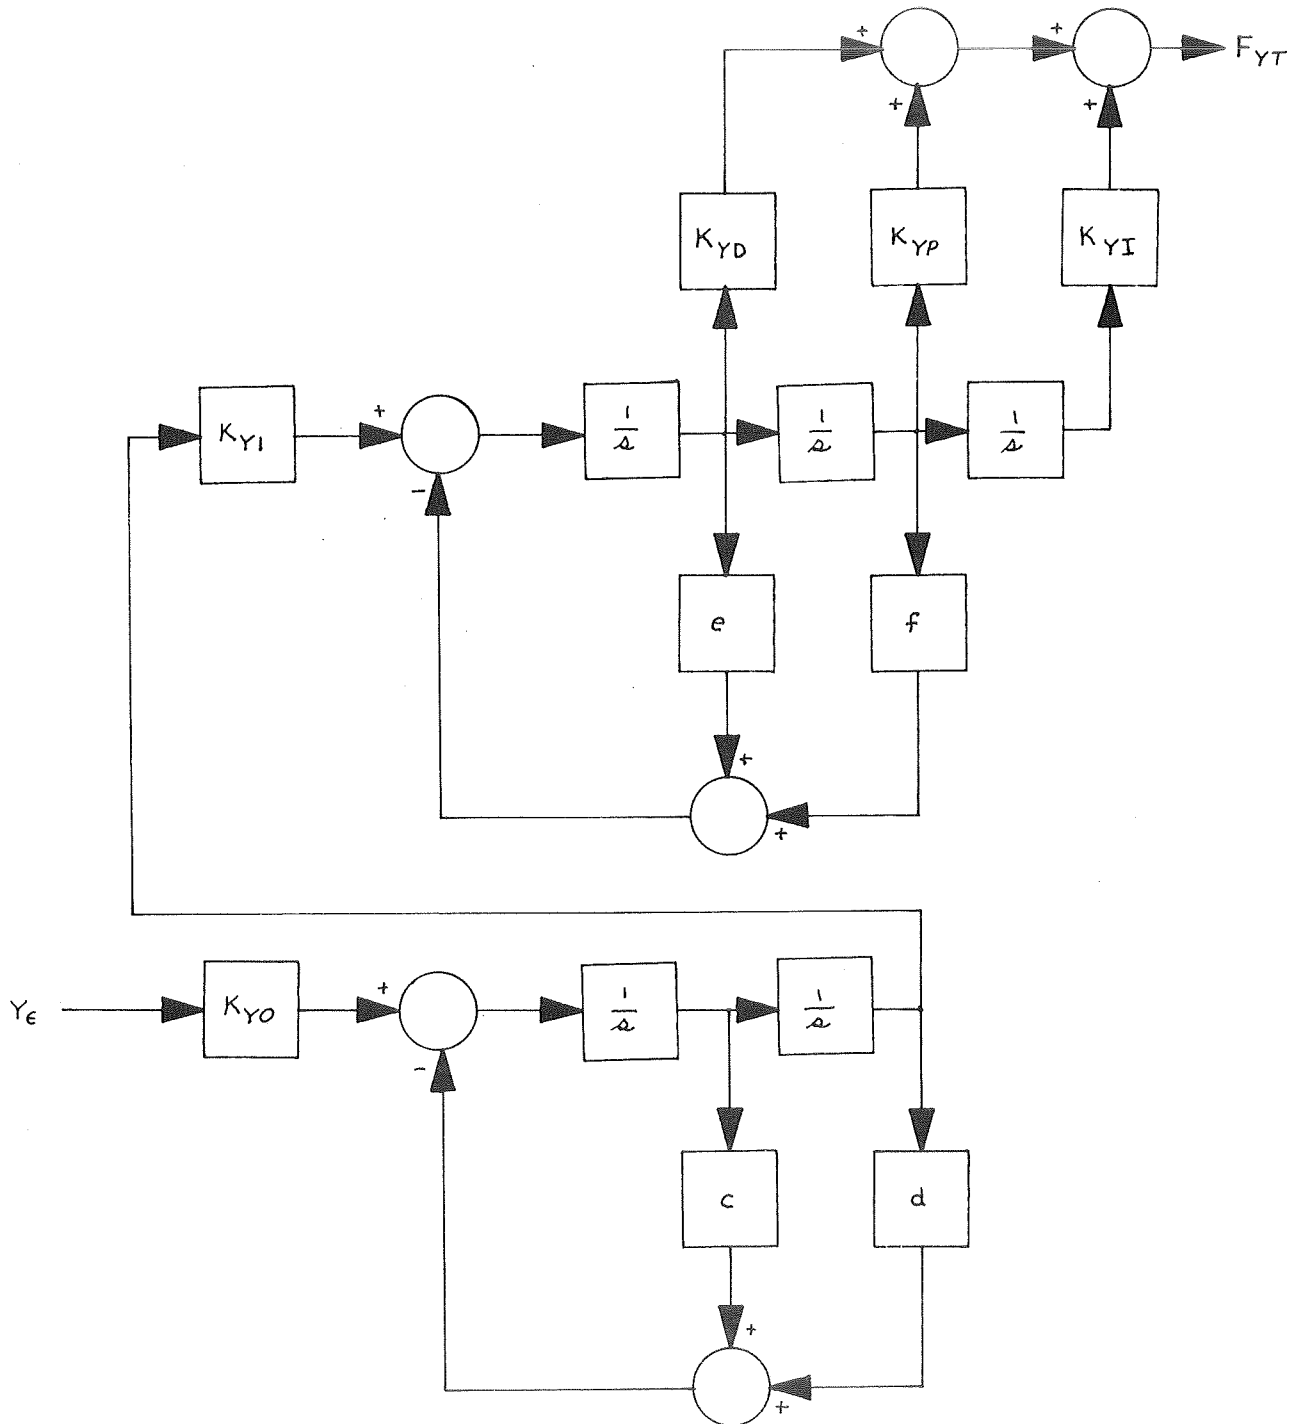 + + F_YT
+ +
K_YD K_YP K_YI
K_Y1 + 1/s 1/s 1/s
-
e f
+
+
Y_ϵ K_YO + 1/s 1/s
-
c d
+
+